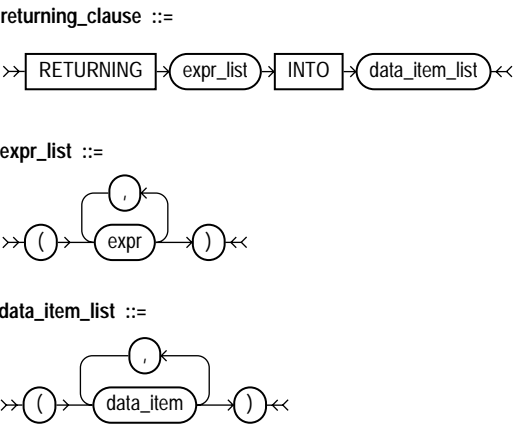 returning_clause ::=
RETURNING expr_list INTO data_item_list
expr_list ::=
,
( expr )
data_item_list ::=
,
( data_item )